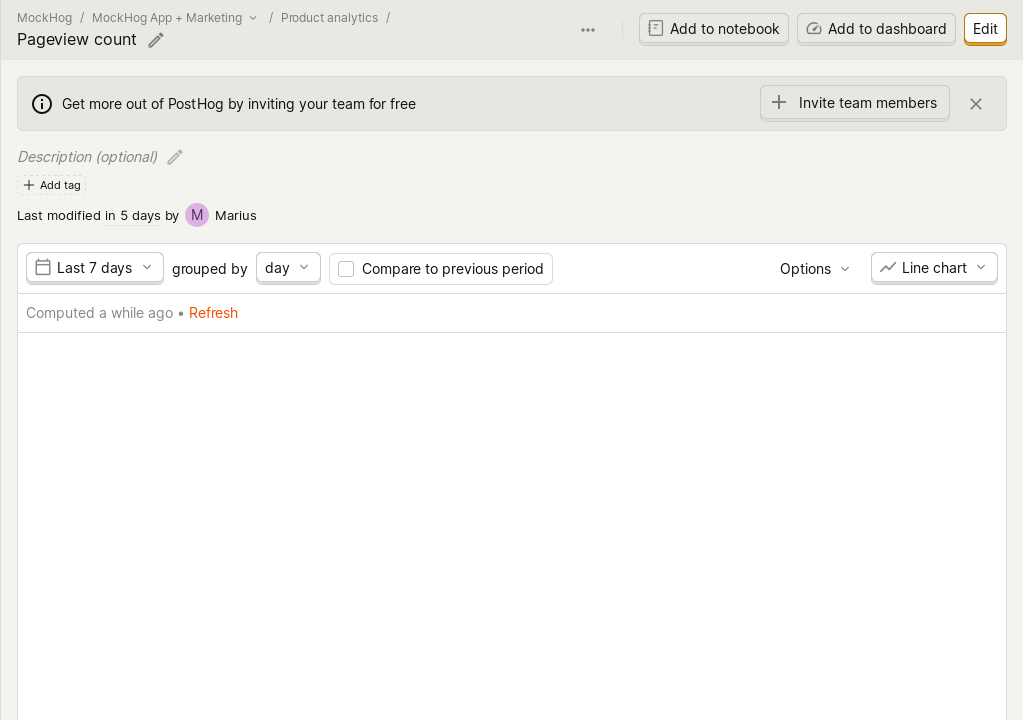 MockHog / MockHog App + Marketing / Product analytics /
Pageview count
Add to notebook
Add to dashboard
Edit
Get more out of PostHog by inviting your team for free
Invite team members
Description (optional)
Add tag
Last modified in 5 days by M Marius
Last 7 days grouped by day Compare to previous period Options Line chart
Computed a while ago • Refresh